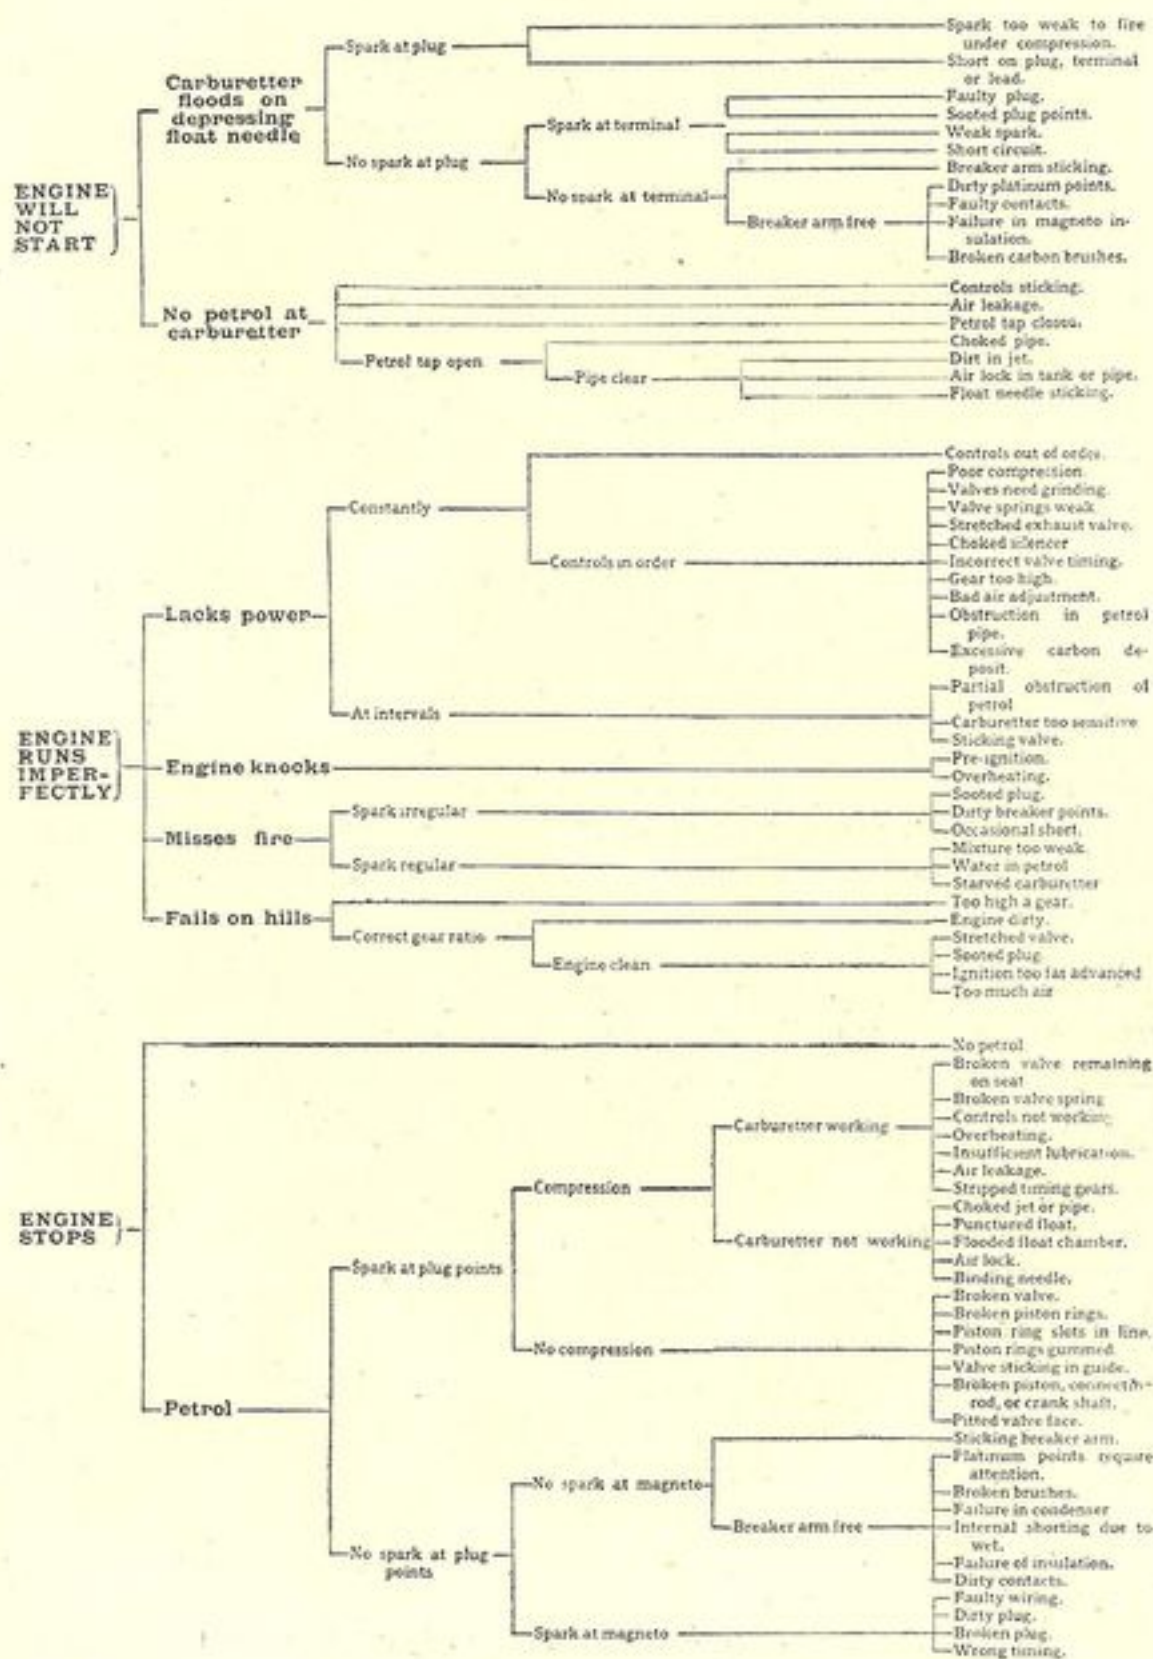 Spark too weak to fire
under compression.
Spark at plug
Short on plug, terminal
or lead.
Carburetter
floods on
depressing
float needle
Faulty plug.
Sooted plug points.
Spark at terminal
Weak spark.
Short circuit.
No spark at plug
Breaker arm sticking.
No spark at terminal
Dirty platinum points.
Faulty contacts.
Breaker arm free
Failure in magneto in-
sulation.
Broken carbon brushes.
ENGINE
WILL
NOT
START
No petrol at
carburetter
Controls sticking.
Air leakage.
Petrol tap closed.
Choked pipe.
Petrol tap open
Dirt in jet.
Pipe clear
Air lock in tank or pipe.
Float needle sticking.
Controls out of order.
Poor compression
Valves need grinding.
Constantly
Valve springs weak
Stretched exhaust valve.
Choked silencer
Controls in order
Incorrect valve timing.
Gear too high.
Bad air adjustment.
Lacks power
Obstruction in petrol
pipe.
Excessive carbon de-
posit.
Partial obstruction of
petrol
At intervals
Carburetter too sensitive
Sticking valve.
ENGINE
RUNS
IMPER-
FECTLY
Engine knocks
Pre-ignition.
Overheating.
Misses fire
Spark irregular
Sooted plug.
Dirty breaker points.
Occasional short.
Spark regular
Mixture too weak
Water in petrol
Starved carburetter
Fails on hills
Too high a gear.
Correct gear ratio
Engine dirty.
Engine clean
Stretched valve.
Sooted plug
Ignition too far advanced
Too much air
No petrol
Broken valve remaining
on seat
Broken valve spring
Controls not working
Carburetter working
Overheating.
Insufficient lubrication.
Air leakage.
Compression
Stripped timing gears.
Choked jet or pipe.
Punctured float.
ENGINE
STOPS
Carburetter not working
Flooded float chamber.
Air lock.
Binding needle.
Spark at plug points
Broken valve.
Broken piston rings.
Piston ring slots in line.
No compression
Piston rings gummed
Valve sticking in guide.
Broken piston,
rod, or crank shaft.
Pitted valve face.
Petrol
Sticking breaker arm.
Platinum points require
attention.
No spark at magneto
Broken brushes.
Failure in condenser
Breaker arm free
Internal shorting due to
wet.
No spark at plug
points
Failure of insulation.
Dirty contacts.
Faulty wiring.
Dirty plug.
Spark at magneto
Broken plug.
Wrong timing.